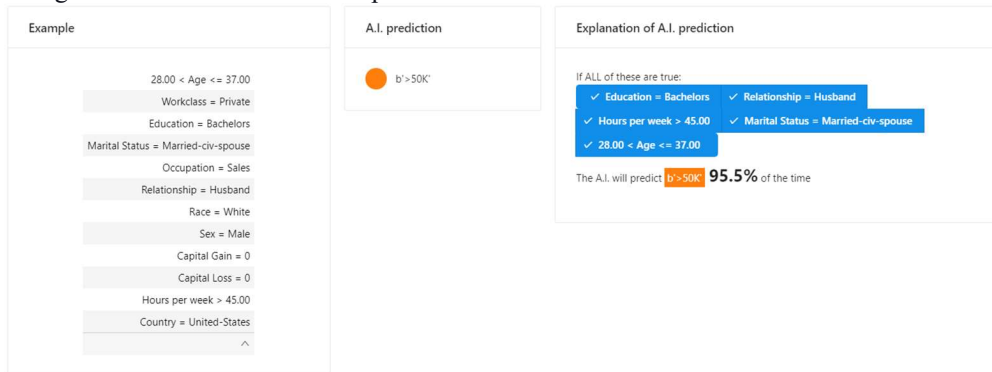 Example
28.00 < Age <= 37.00
Workclass = Private
Education = Bachelors
Marital Status = Married-civ-spouse
Occupation = Sales
Relationship = Husband
Race = White
Sex = Male
Capital Gain = 0
Capital Loss = 0
Hours per week > 45.00
Country = United-States
A.I. prediction
b'>50K'
Explanation of A.I. prediction
If ALL of these are true:
Education = Bachelors Relationship = Husband
Hours per week > 45.00 Marital Status = Married-civ-spouse
28.00 < Age <= 37.00
The A.I. will predict b'>50K' 95.5% of the time